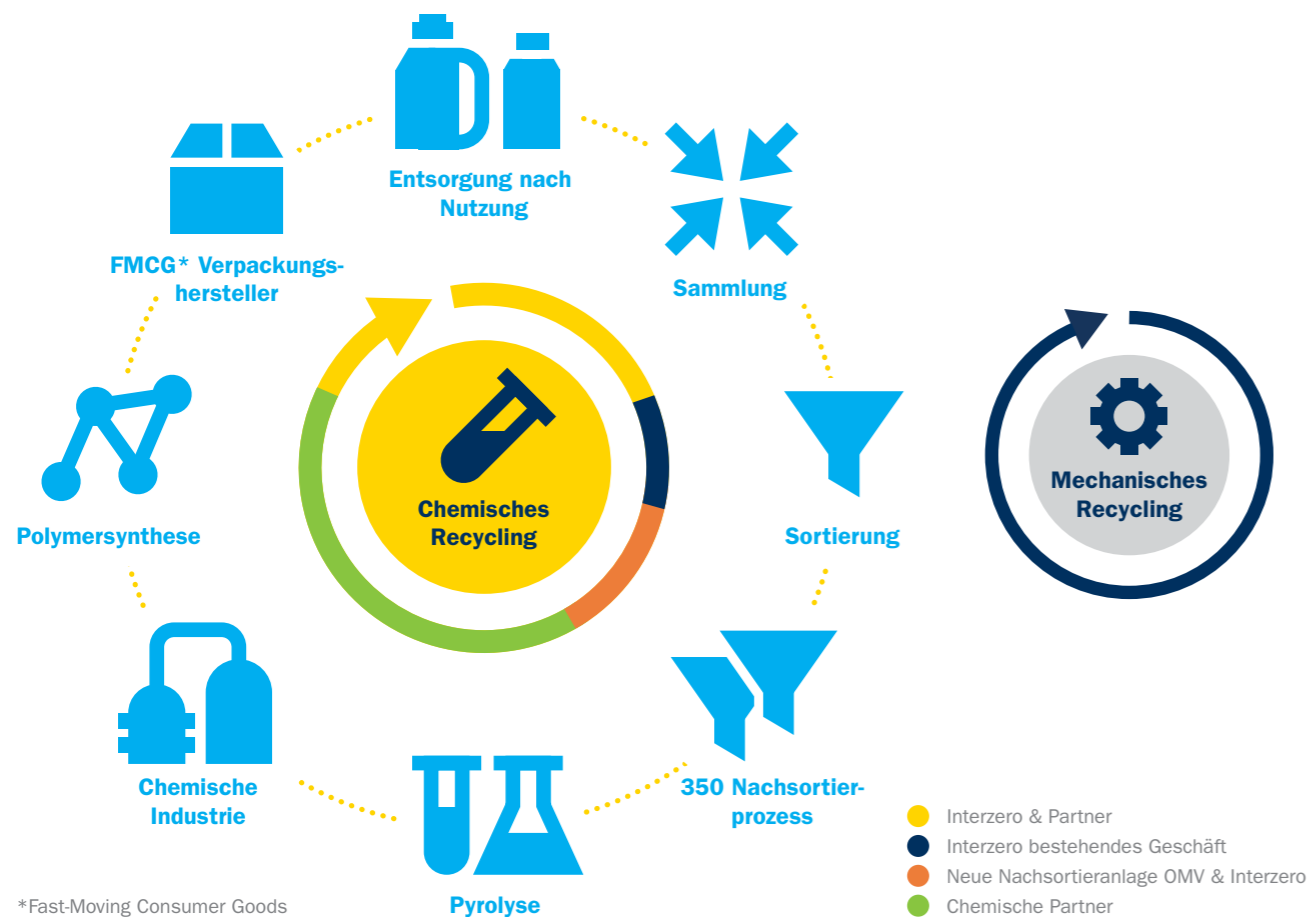 Entsorgung nach
Nutzung
FMCG* Verpackungs-
hersteller
Sammlung
Chemisches
Recycling
Mechanisches
Recycling
Polymersynthese
Sortierung
Chemische
Industrie
350 Nachsortier-
prozess
Pyrolyse
Interzero & Partner
Interzero bestehendes Geschäft
Neue Nachsortieranlage OMV & Interzero
Chemische Partner
*Fast-Moving Consumer Goods